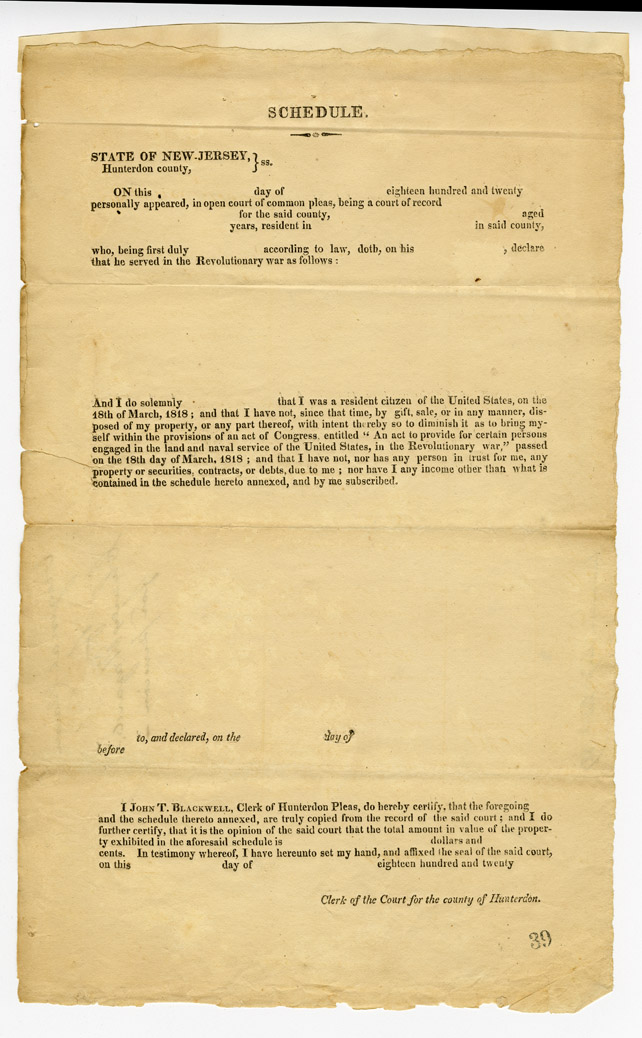 SCHEDULE.
STATE OF NEW-JERSEY, } ss.
Hunterdon county,
ON this day of eighteen hundred and twenty
personally appeared, in open court of common pleas, being a court of record
for the said county, aged
years, resident in in said county,
who, being first duly according to law, doth, on his , declare
that he served in the Revolutionary war as follows :
And I do solemnly that I was a resident citizen of the United States, on the
18th of March, 1818 ; and that I have not, since that time, by gift, sale, or in any manner, dis-
posed of my property, or any part thereof, with intent thereby so to diminish it as to bring my-
self within the provisions of an act of Congress, entitled “ An act to provide for certain persons
engaged in the land and naval service of the United States, in the Revolutionary war,” passed
on the 18th day of March, 1818 ; and that I have not, nor has any person in trust for me, any
property or securities, contracts, or debts, due to me ; nor have I any income other than what is
contained in the schedule hereto annexed, and by me subscribed.
to, and declared, on the day of
before
I JOHN T. BLACKWELL, Clerk of Hunterdon Pleas, do hereby certify, that the foregoing
and the schedule thereto annexed, are truly copied from the record of the said court ; and I do
further certify, that it is the opinion of the said court that the total amount in value of the proper-
ty exhibited in the aforesaid schedule is dollars and
cents. In testimony whereof, I have hereunto set my hand, and affixed the seal of the said court,
on this day of eighteen hundred and twenty
Clerk of the Court for the county of Hunterdon.
39